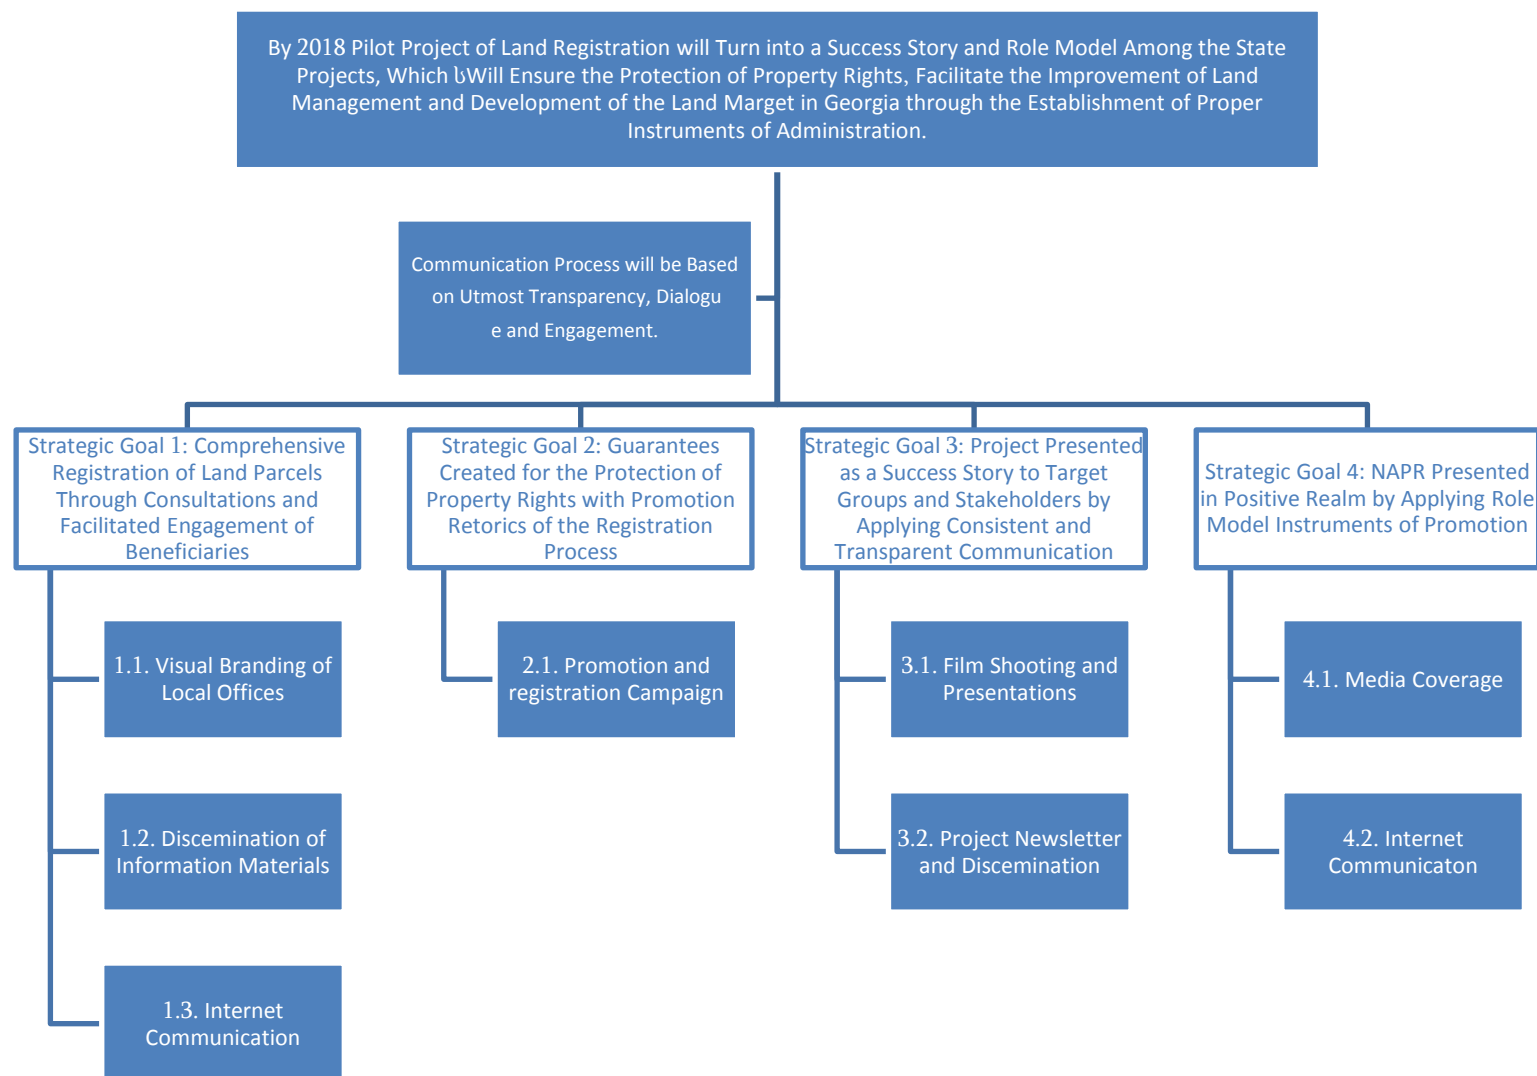 By 2018 Pilot Project of Land Registration will Turn into a Success Story and Role Model Among the State
Projects, Which სWill Ensure the Protection of Property Rights, Facilitate the Improvement of Land
Management and Development of the Land Marget in Georgia through the Establishment of Proper
Instruments of Administration.
Communication Process will be Based
on Utmost Transparency, Dialogu
e and Engagement.
Strategic Goal 1: Comprehensive
Registration of Land Parcels
Through Consultations and
Facilitated Engagement of
Beneficiaries
Strategic Goal 2: Guarantees
Created for the Protection of
Property Rights with Promotion
Retorics of the Registration
Process
Strategic Goal 3: Project Presented
as a Success Story to Target
Groups and Stakeholders by
Applying Consistent and
Transparent Communication
Strategic Goal 4: NAPR Presented
in Positive Realm by Applying Role
Model Instruments of Promotion
1.1. Visual Branding of
Local Offices
1.2. Discemination of
Information Materials
1.3. Internet
Communication
2.1. Promotion and
registration Campaign
3.1. Film Shooting and
Presentations
3.2. Project Newsletter
and Discemination
4.1. Media Coverage
4.2. Internet
Communicaton